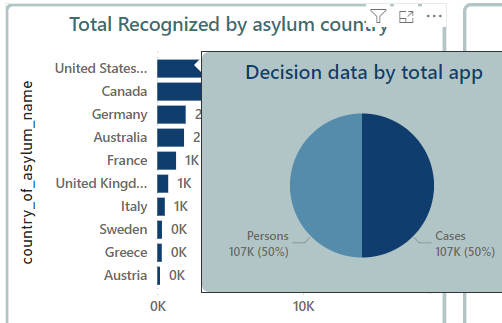 Total Recognized by asylum country
country_of_asylum_name
United States...
Canada
Germany 2
Australia 2
France 1K
United Kingd... 1K
Italy 1K
Sweden 0K
Greece 0K
Austria 0K
0K 10K
Decision data by total app
Persons
107K (50%)
Cases
107K (50%)